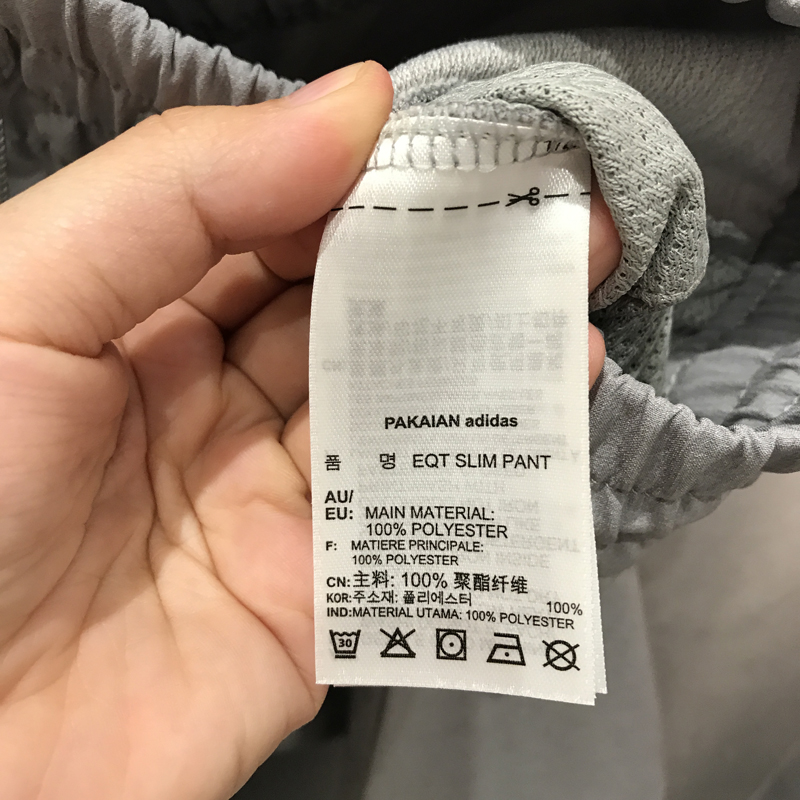 PAKAIAN adidas
품 명 EQT SLIM PANT
AU/
EU: MAIN MATERIAL:
100% POLYESTER
F: MATIERE PRINCIPALE:
100% POLYESTER
CN:主料: 100% 聚酯纤维
KOR:주소재: 폴리에스터 100%
IND:MATERIAL UTAMA: 100% POLYESTER
30